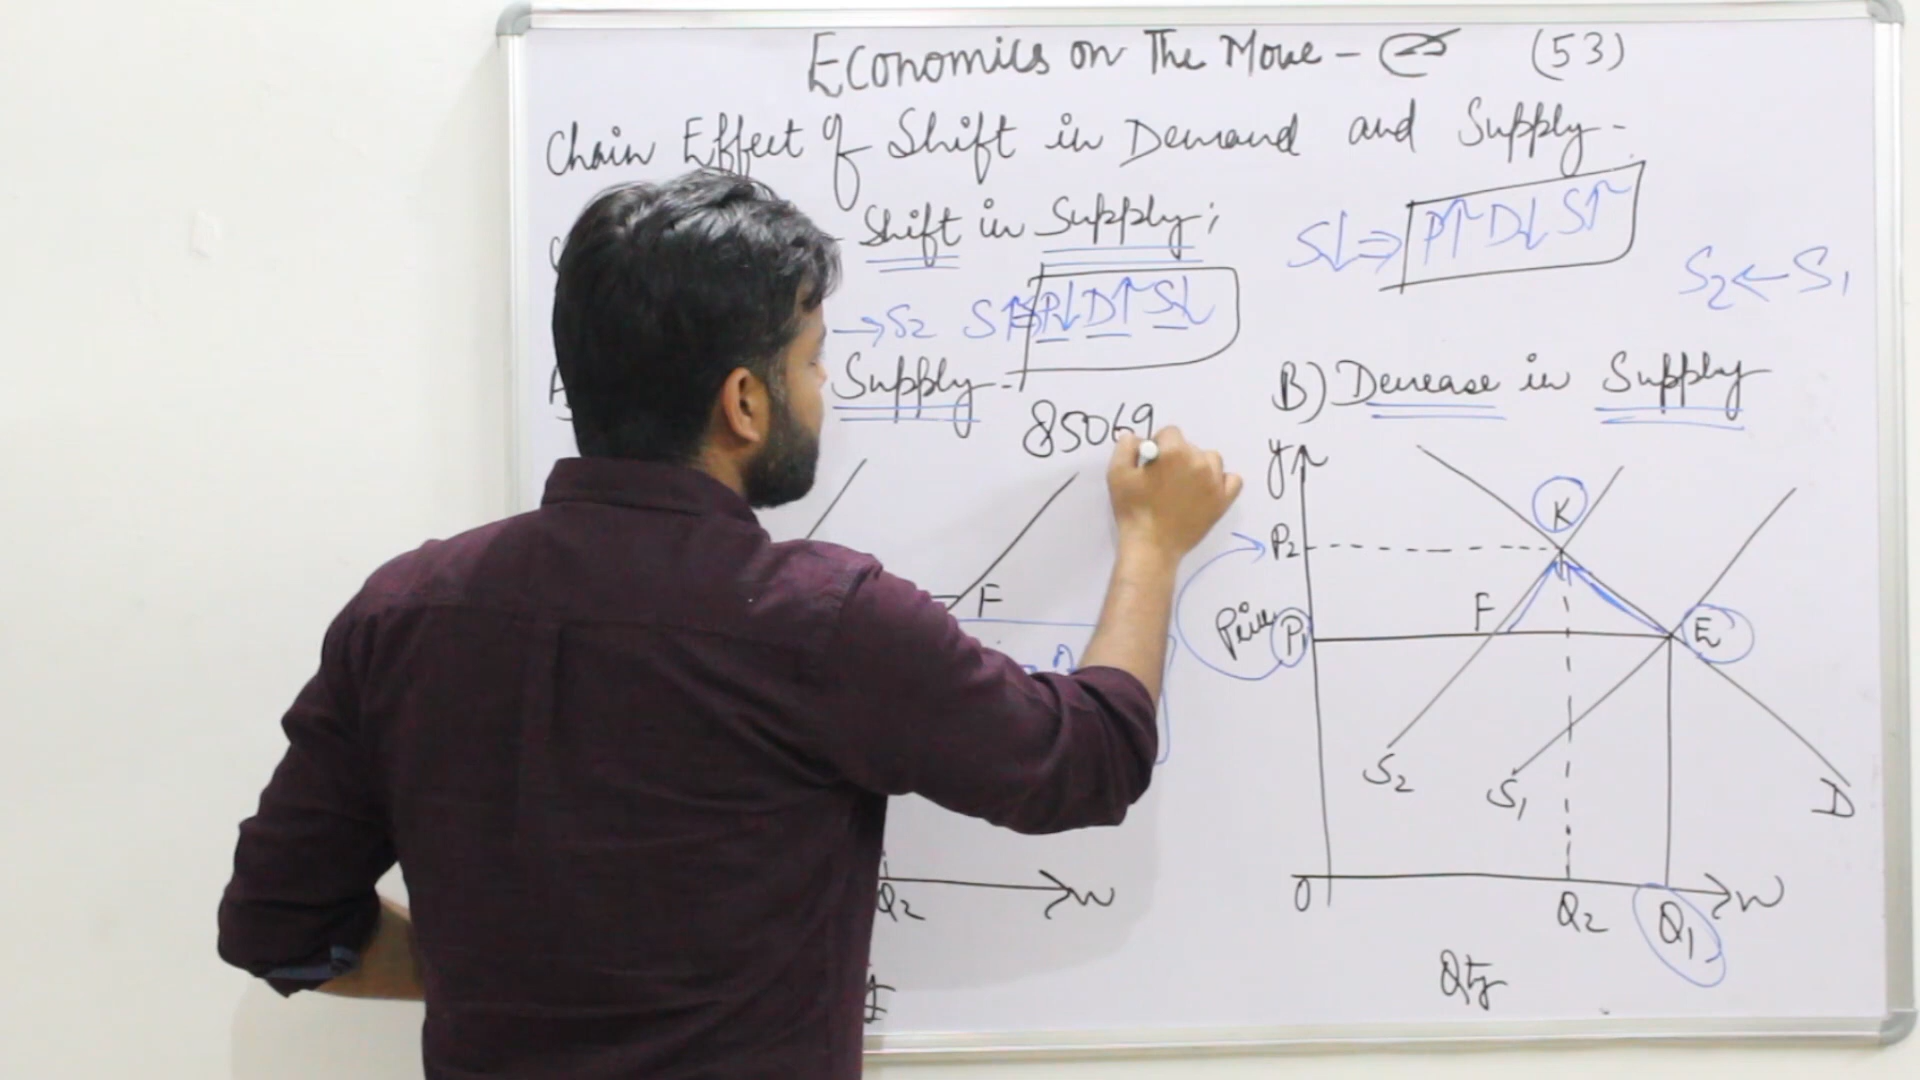 Economics on The Move - (53)
Chain Effect of Shift in Demand and Supply -
Shift in Supply;
S↓ ⇒ P↑ D↓ S↑
S2 ← S1
→ S2 S↑ ⇒ P↓ D↑ S↓
Supply -
B) Decrease in Supply
85069
y
K
P2
F
F
Price P1
E
S2
S1
D
Q2
0
Q2
Q1
Qty